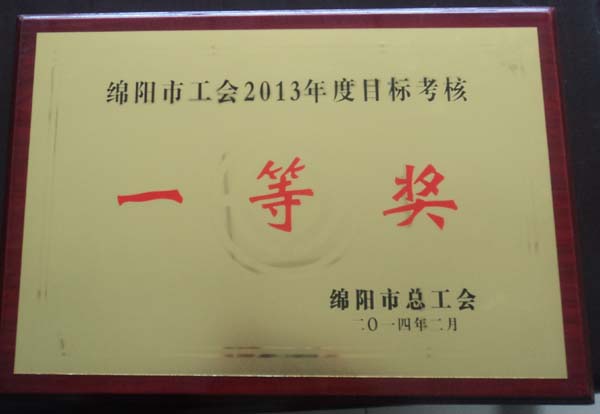 绵阳市工会2013年度目标考核
一等奖
绵阳市总工会
二〇一四年二月